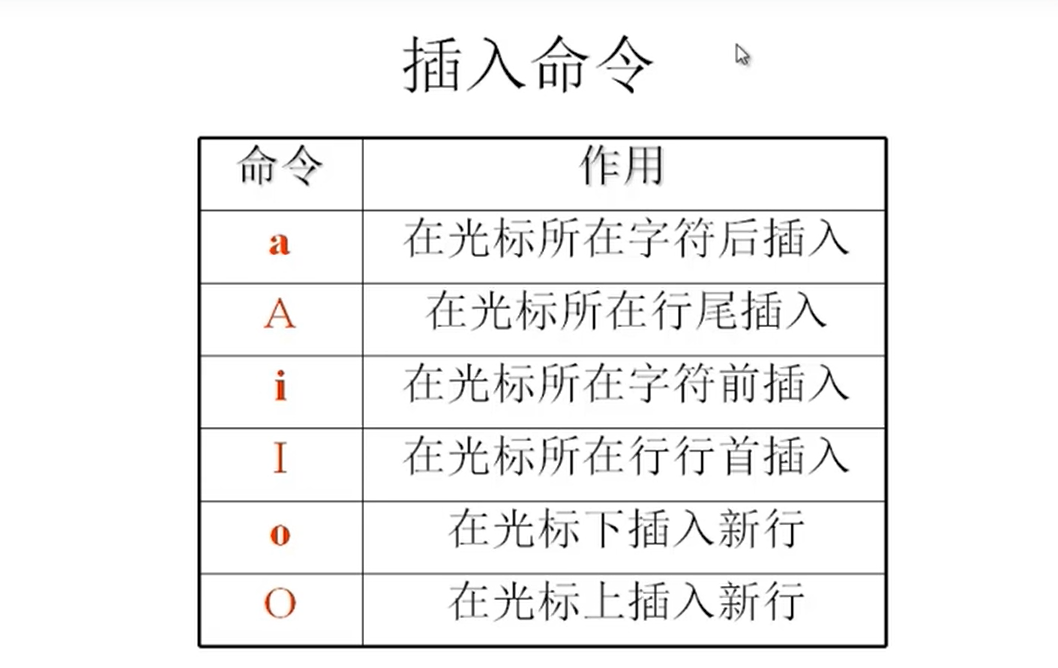 插入命令
命令 作用
a 在光标所在字符后插入
A 在光标所在行尾插入
i 在光标所在字符前插入
I 在光标所在行行首插入
o 在光标下插入新行
O 在光标上插入新行